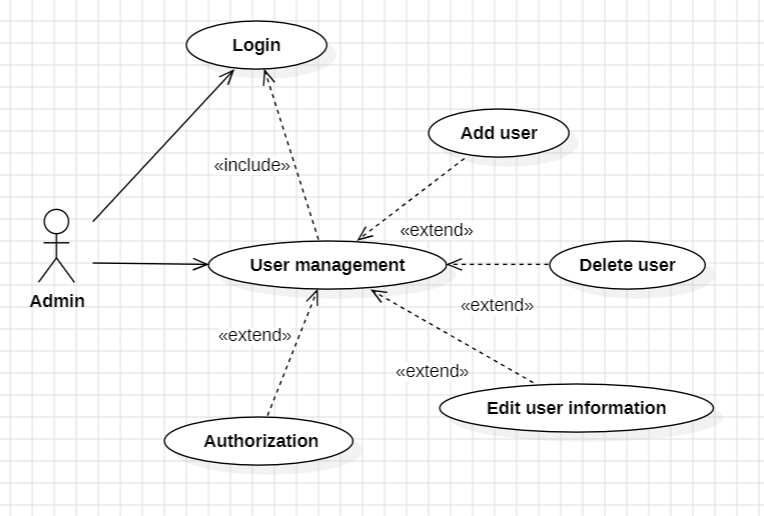 Login
Add user
«include»
«extend»
User management
Delete user
Admin
«extend»
«extend»
«extend»
Edit user information
Authorization